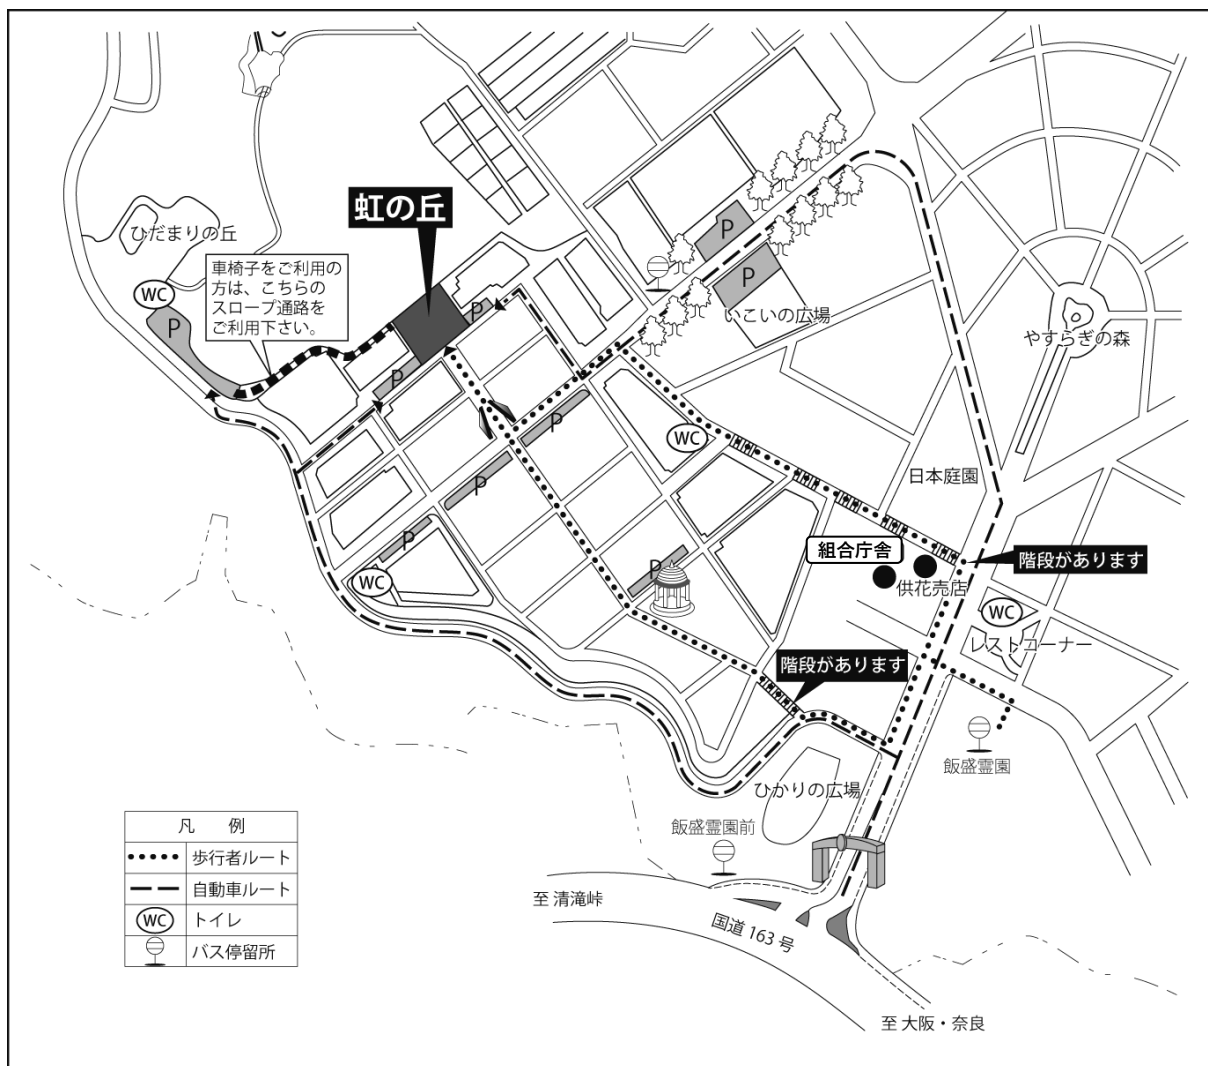 虹の丘
ひだまりの丘
車椅子をご利用の
方は、こちらの
スロープ通路を
ご利用下さい。
WC
P
P
P
P
P
いこいの広場
やすらぎの森
WC
P
P
P
日本庭園
組合庁舎
階段があります
供花売店
P
WC
WC
レストコーナー
階段があります
飯盛霊園
ひかりの広場
飯盛霊園前
至 清滝峠
国道 163 号
至 大阪・奈良
凡 例
歩行者ルート
自動車ルート
WC トイレ
バス停留所